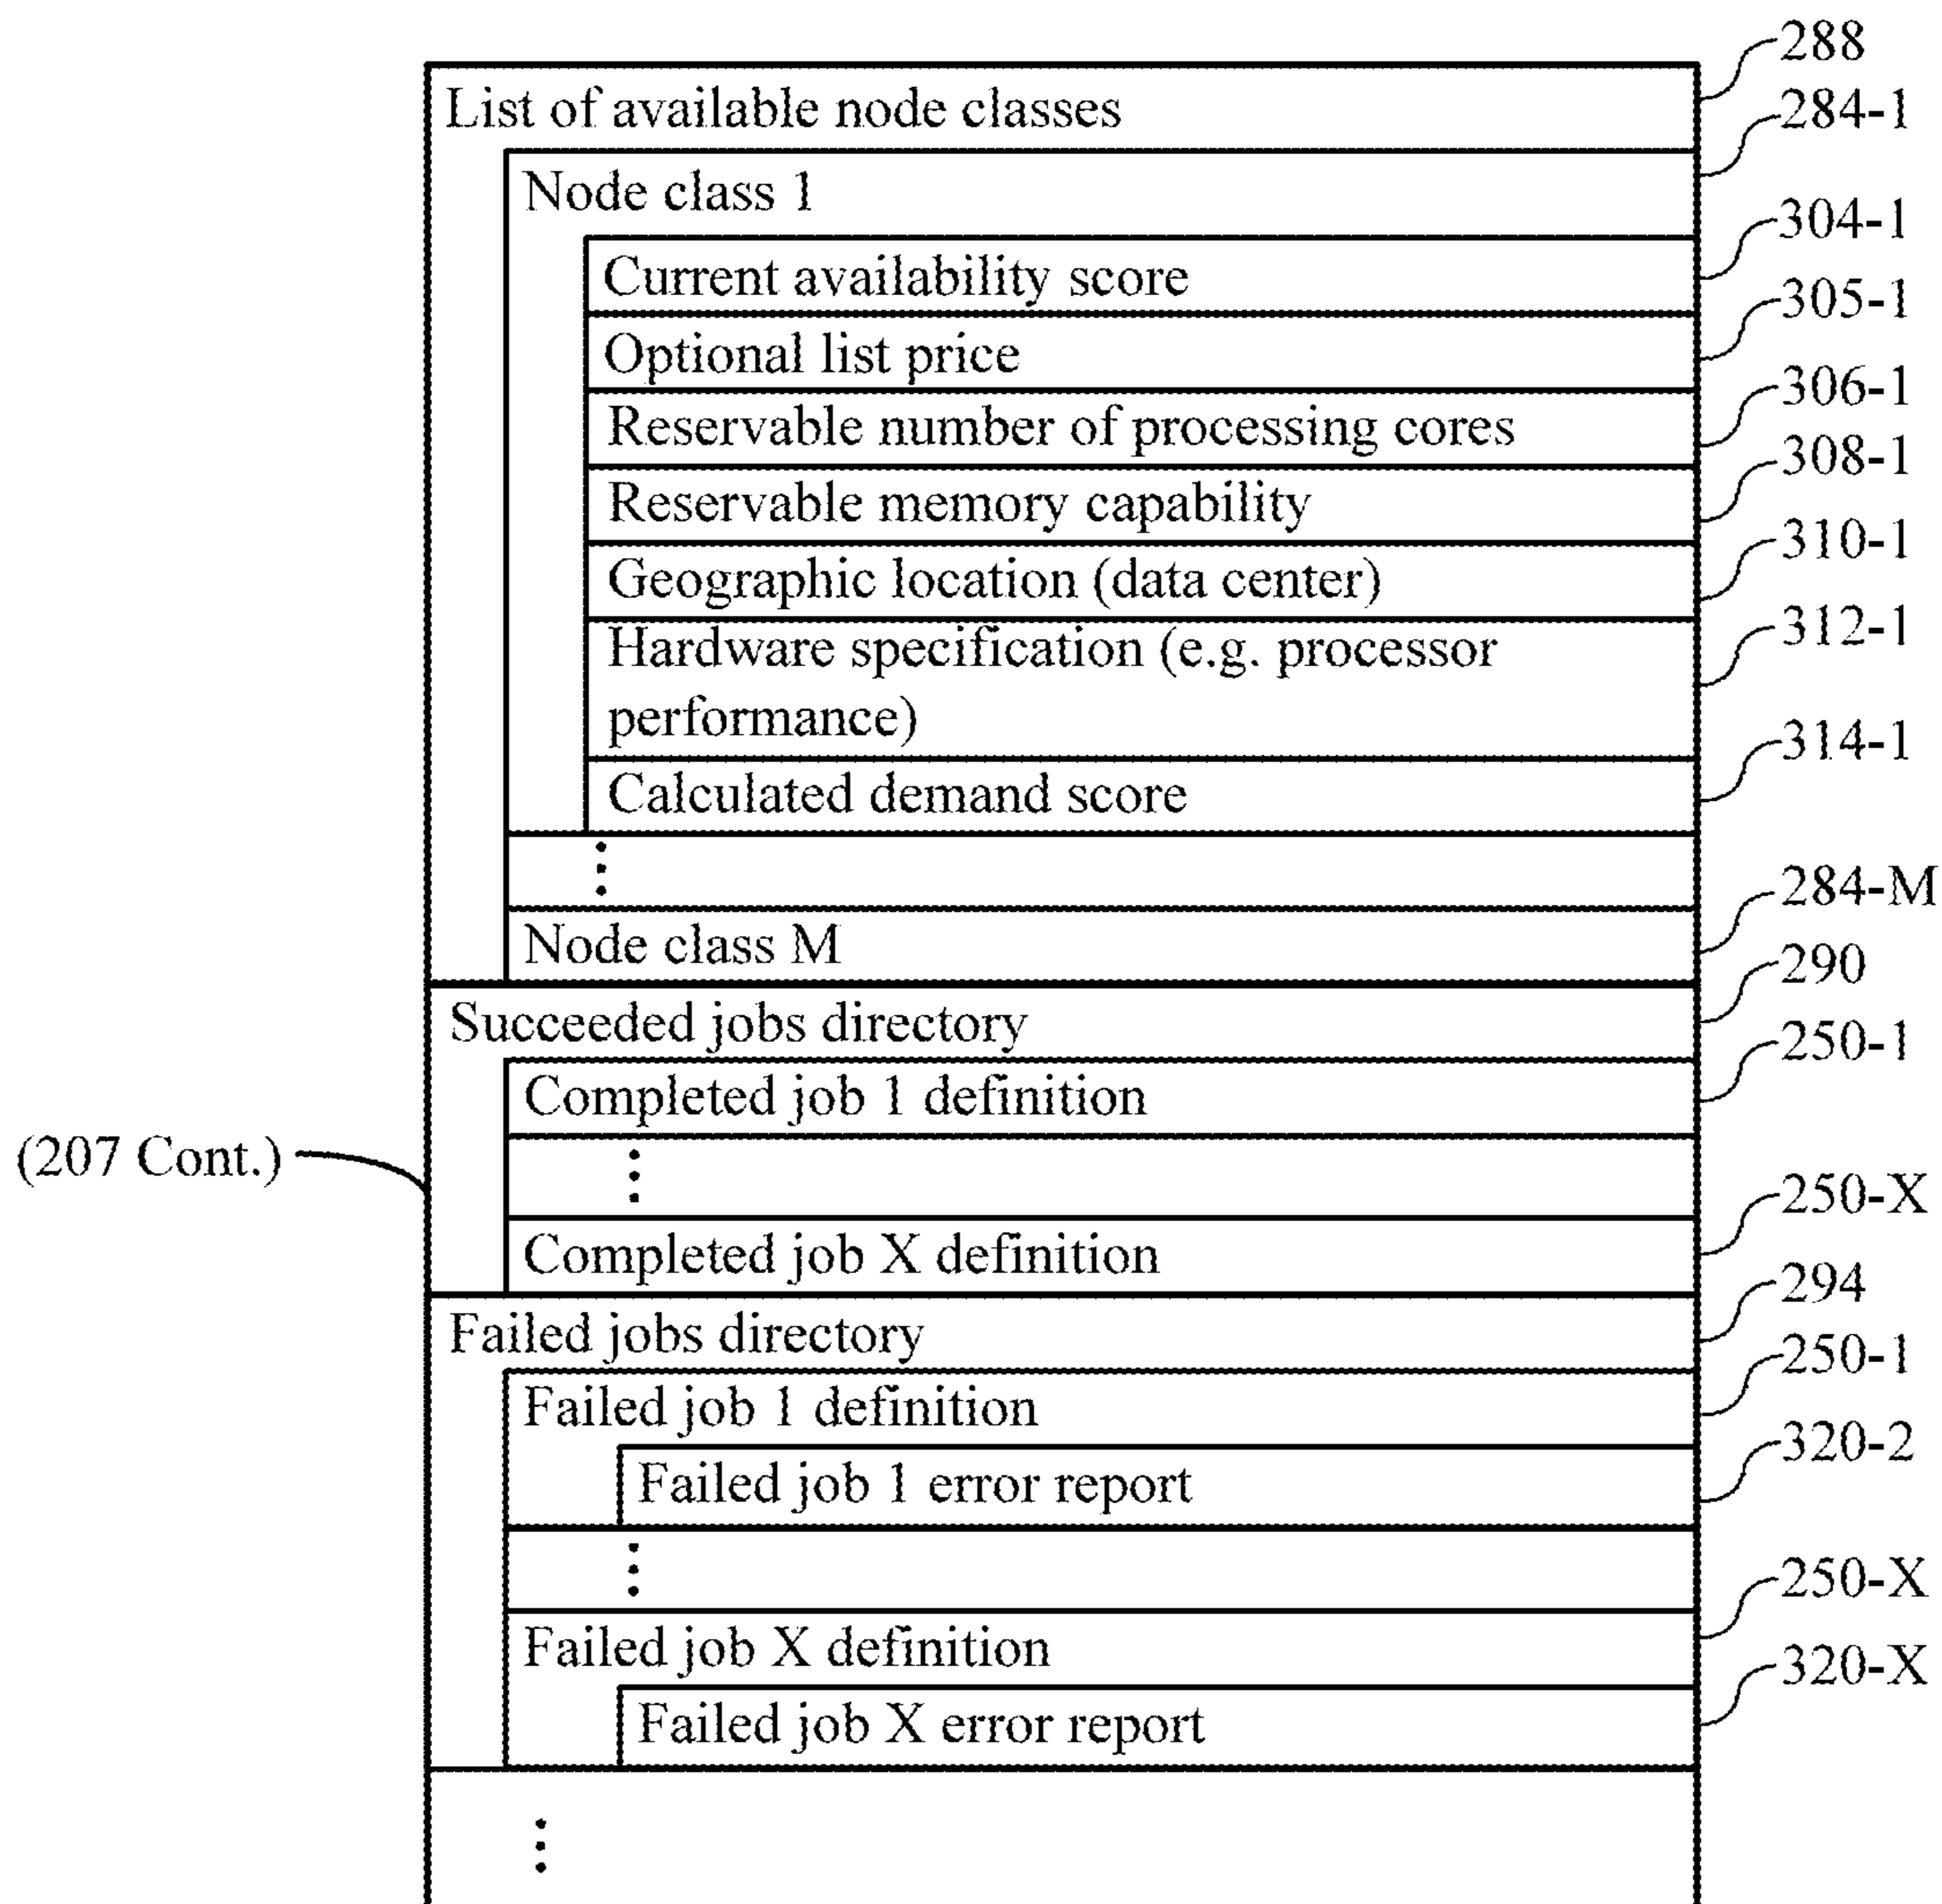 288
List of available node classes
284-1
Node class 1
304-1
Current availability score
305-1
Optional list price
306-1
Reservable number of processing cores
308-1
Reservable memory capability
310-1
Geographic location (data center)
312-1
Hardware specification (e.g. processor
performance)
314-1
Calculated demand score
284-M
Node class M
290
Succeeded jobs directory
250-1
Completed job 1 definition
(207 Cont.)
250-X
Completed job X definition
294
Failed jobs directory
250-1
Failed job 1 definition
320-2
Failed job 1 error report
250-X
Failed job X definition
320-X
Failed job X error report